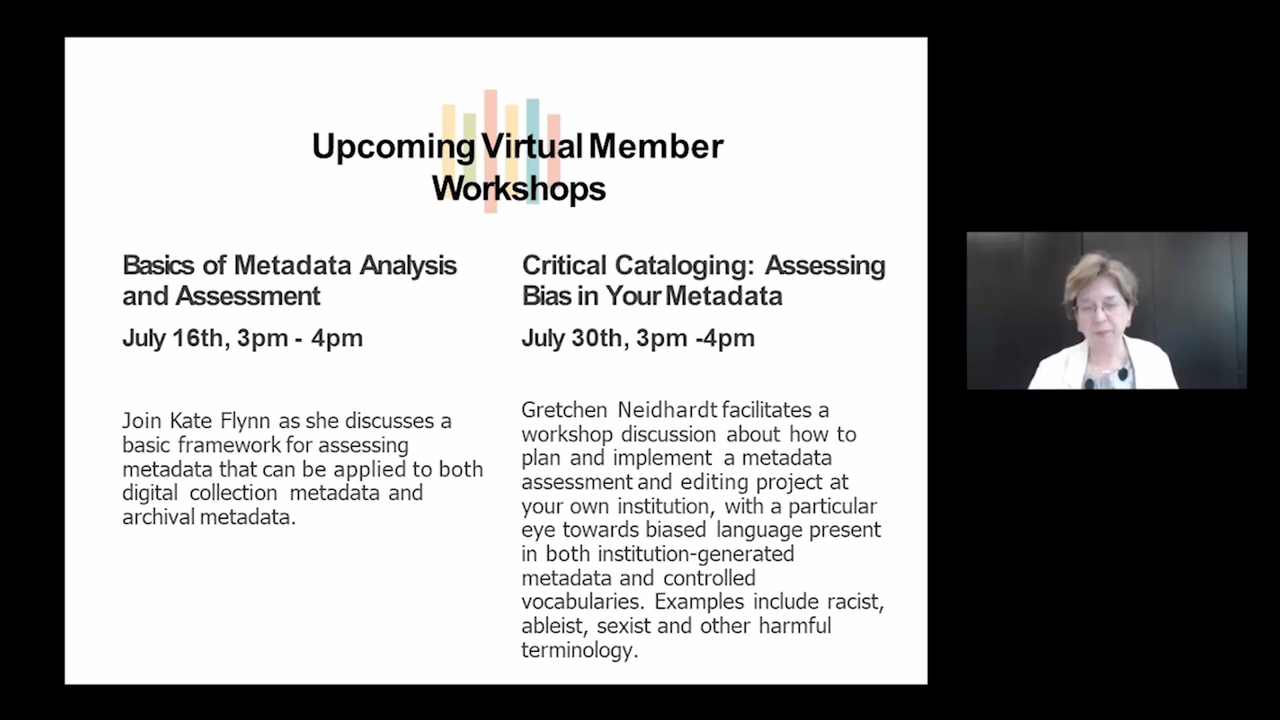 Upcoming Virtual Member
Workshops
Basics of Metadata Analysis
and Assessment
July 16th, 3pm - 4pm
Join Kate Flynn as she discusses a
basic framework for assessing
metadata that can be applied to both
digital collection metadata and
archival metadata.
Critical Cataloging: Assessing
Bias in Your Metadata
July 30th, 3pm -4pm
Gretchen Neidhardt facilitates a
workshop discussion about how to
plan and implement a metadata
assessment and editing project at
your own institution, with a particular
eye towards biased language present
in both institution-generated
metadata and controlled
vocabularies. Examples include racist,
ableist, sexist and other harmful
terminology.